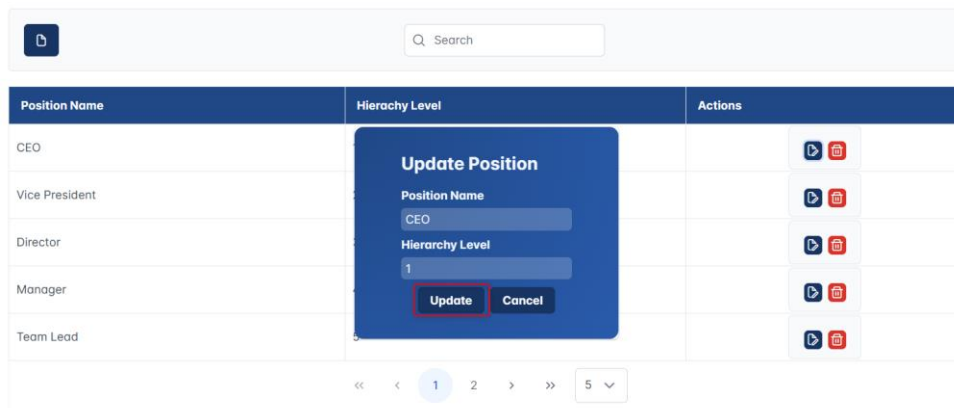 Search
Position Name Hierachy Level Actions
CEO
Update Position
Position Name
Vice President
CEO
Director
Hierarchy Level
1
Manager
Update Cancel
Team Lead 5
<< < 1 2 > >> 5